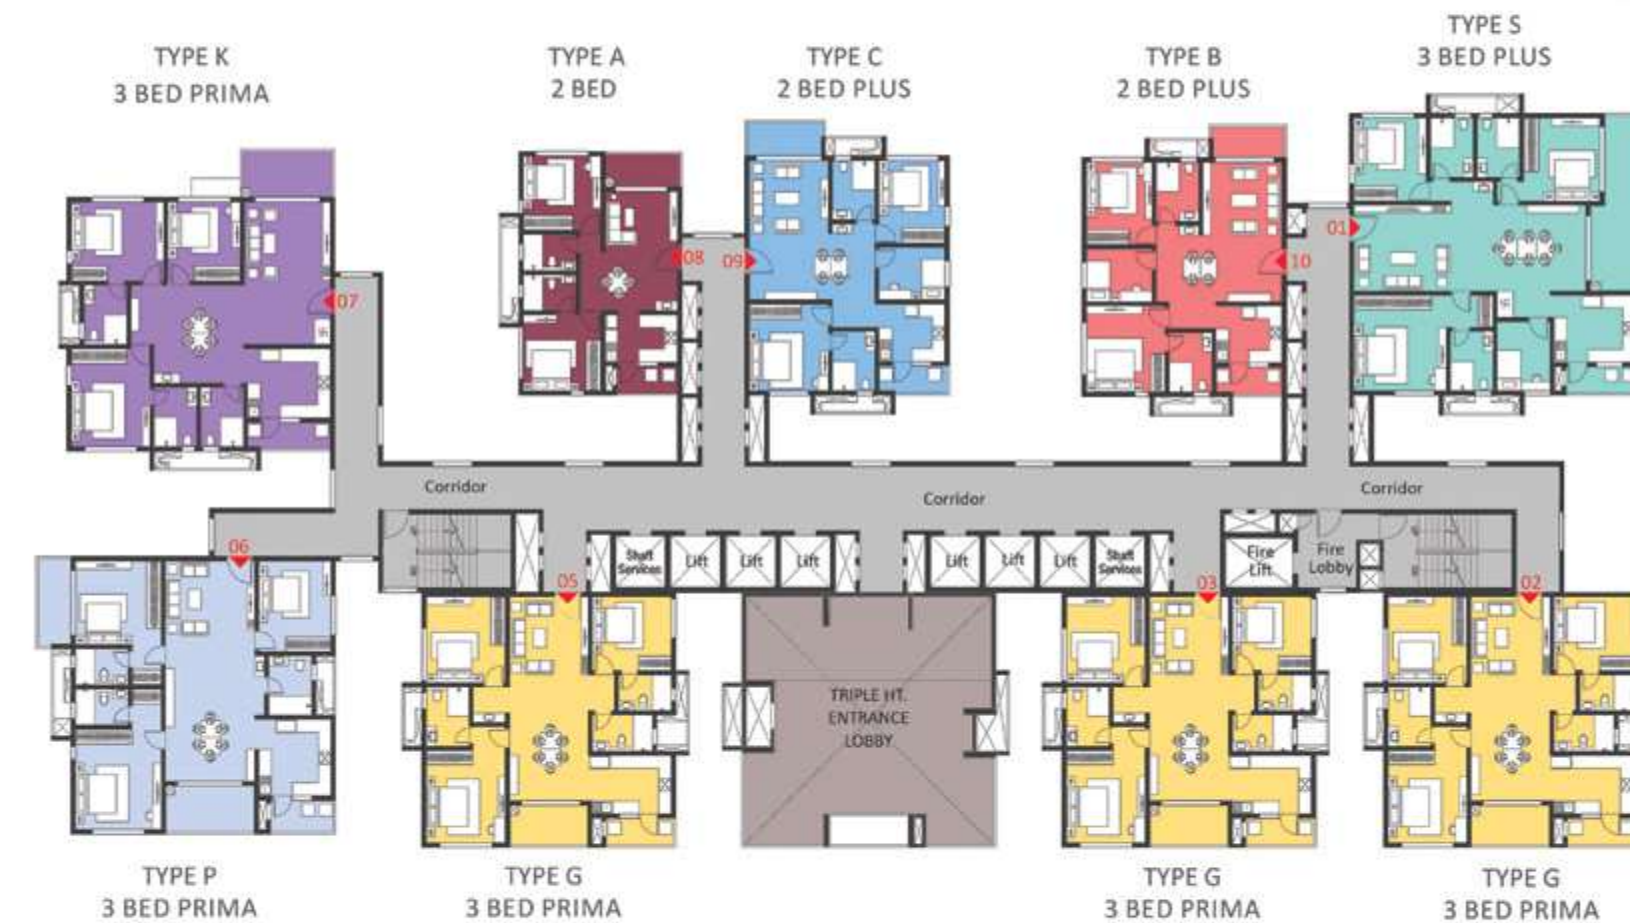 TYPE K
3 BED PRIMA
TYPE A
2 BED
TYPE C
2 BED PLUS
TYPE B
2 BED PLUS
TYPE S
3 BED PLUS
07
08
09
10
01
Corridor
Corridor
Corridor
06
05
Shaft
Services
Lift
Lift
Lift
Lift
Lift
Lift
Shaft
Services
03
Fire
Lift
Fire
Lobby
02
TRIPLE HT.
ENTRANCE
LOBBY
TYPE P
3 BED PRIMA
TYPE G
3 BED PRIMA
TYPE G
3 BED PRIMA
TYPE G
3 BED PRIMA